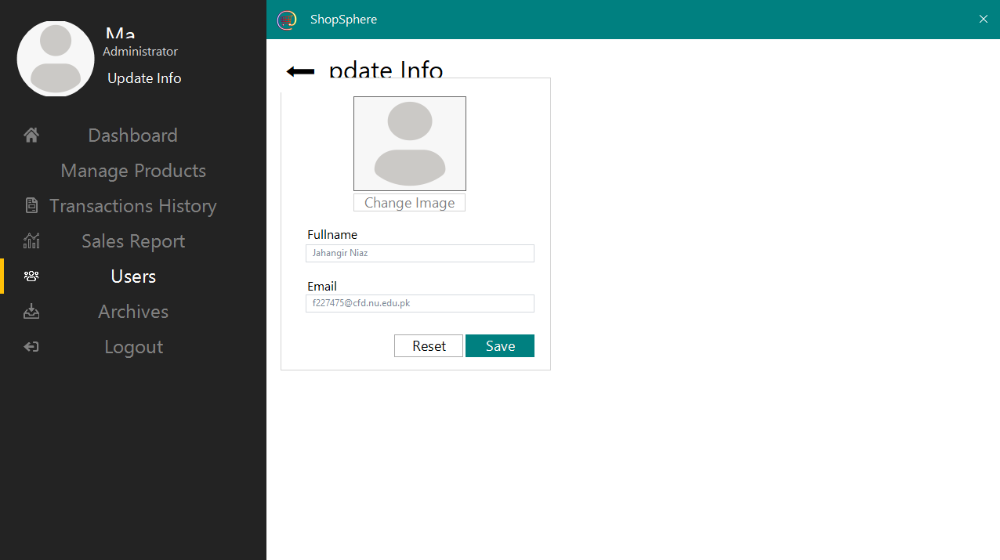 ShopSphere
Ma
Administrator
Update Info
Dashboard
Manage Products
Transactions History
Sales Report
Users
Archives
Logout
pdate Info
Change Image
Fullname
Jahangir Niaz
Email
f227475@cfd.nu.edu.pk
Reset
Save